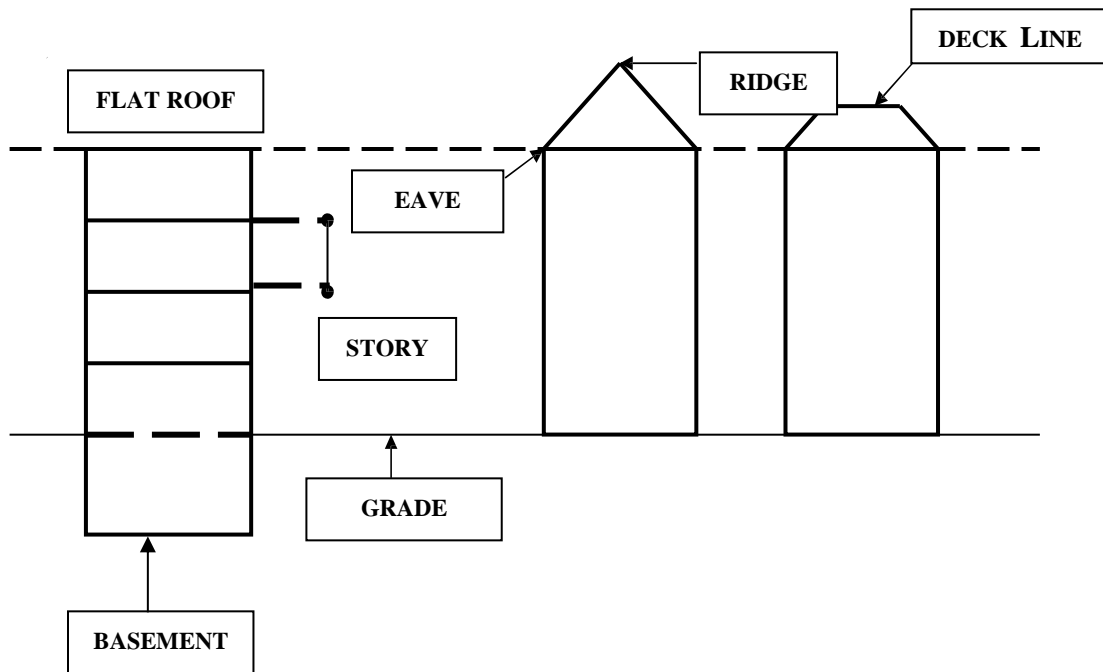 DECK LINE
RIDGE
FLAT ROOF
EAVE
STORY
GRADE
BASEMENT